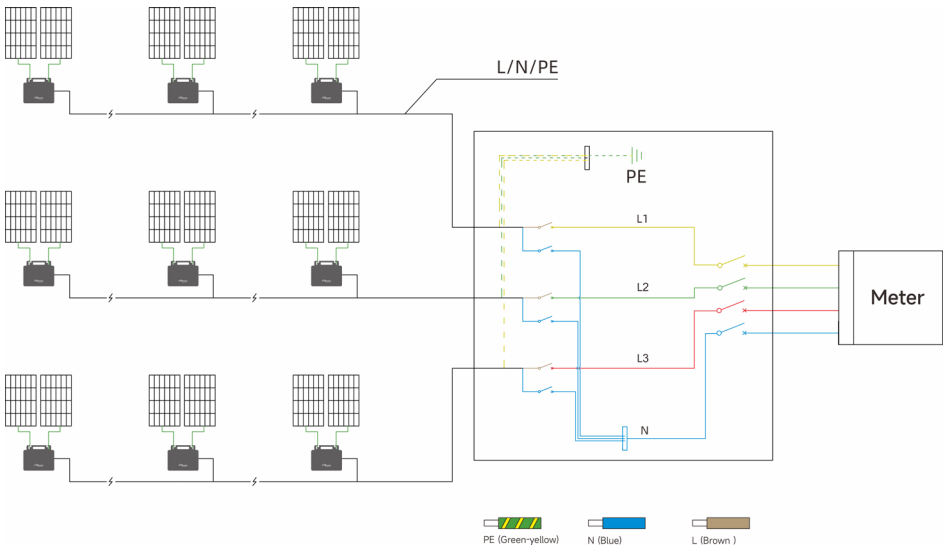 L/N/PE
PE
L1
L2
Meter
L3
N
PE (Green-yellow)
N (Blue)
L (Brown )